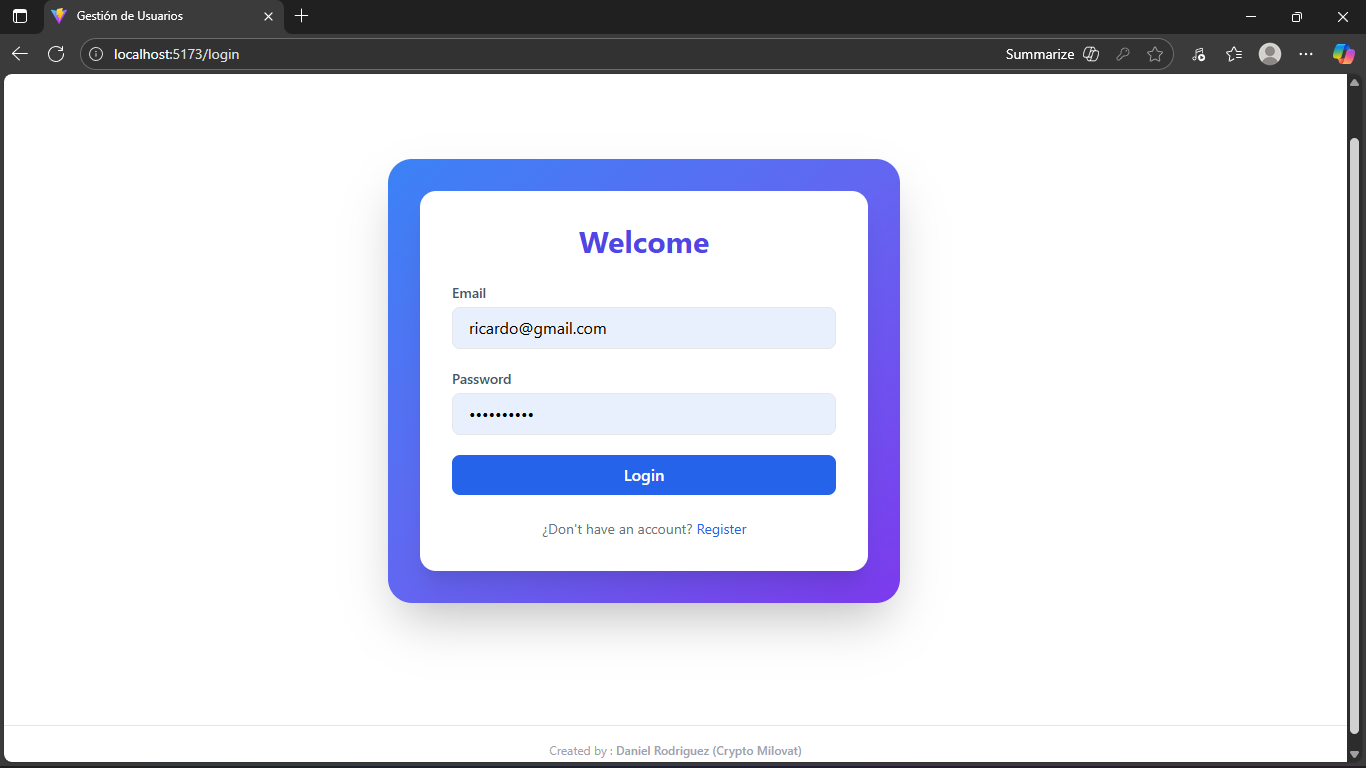 Gestión de Usuarios
localhost:5173/login
Summarize
Welcome
Email
ricardo@gmail.com
Password
••••••••••
Login
¿Don't have an account? Register
Created by : Daniel Rodriguez (Crypto Milovat)